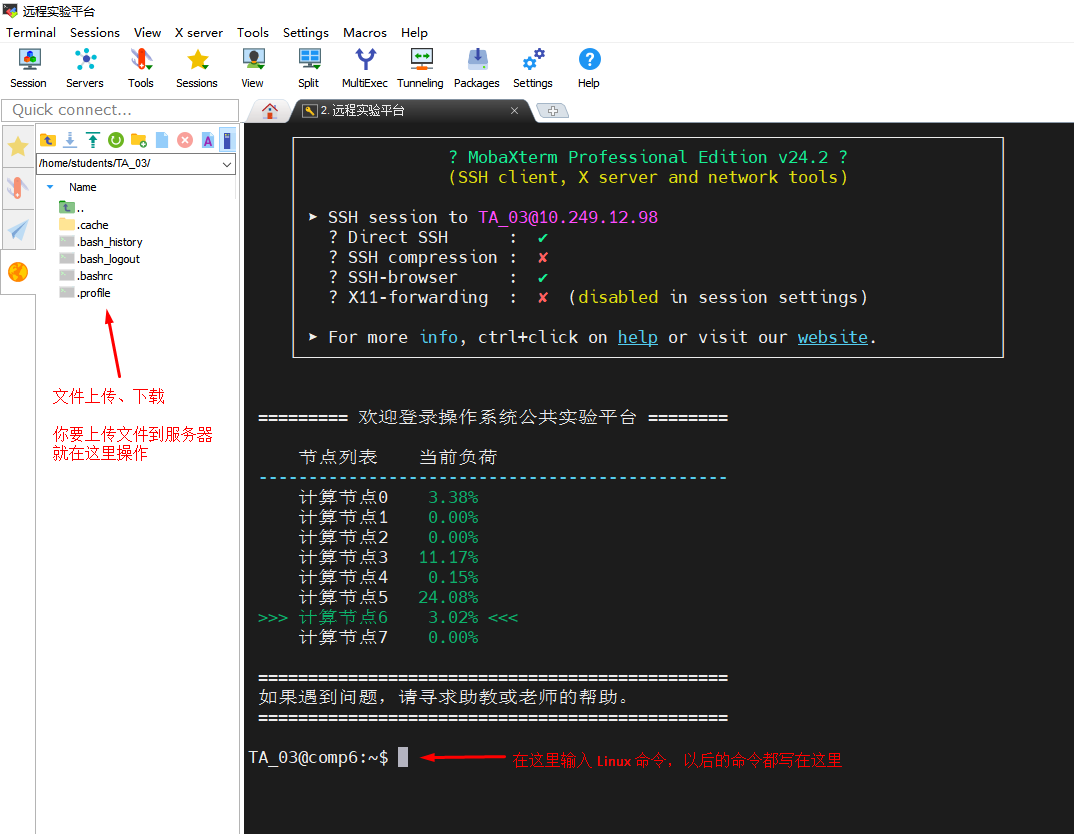 远程实验平台
Terminal Sessions View X server Tools Settings Macros Help
Session Servers Tools Sessions View Split MultiExec Tunneling Packages Settings Help
Quick connect...
2. 远程实验平台
/home/students/TA_03/
Name
..
.cache
.bash_history
.bash_logout
.bashrc
.profile
文件上传、下载
你要上传文件到服务器
就在这里操作
? MobaXterm Professional Edition v24.2 ?
(SSH client, X server and network tools)
➤ SSH session to TA_03@10.249.12.98
? Direct SSH : ✔
? SSH compression : ✘
? SSH-browser : ✔
? X11-forwarding : ✘ (disabled in session settings)
➤ For more info, ctrl+click on help or visit our website.
========= 欢迎登录操作系统公共实验平台 ========
节点列表 当前负荷
-----------------------------------------------
计算节点0 3.38%
计算节点1 0.00%
计算节点2 0.00%
计算节点3 11.17%
计算节点4 0.15%
计算节点5 24.08%
>>> 计算节点6 3.02% <<<
计算节点7 0.00%
===============================================
如果遇到问题，请寻求助教或老师的帮助。
===============================================
TA_03@comp6:~$
在这里输入 Linux 命令，以后的命令都写在这里